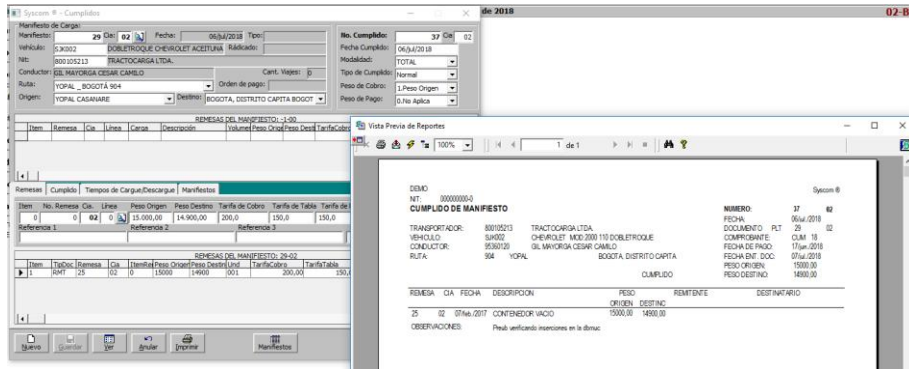 de 2018
02-B
Syscom ® - Cumplidos
Manifiesto de Carga:
Manifiesto: 29 Cia: 02 Fecha: 06/jul/2018 Tipo:
Vehículo: SJK002 DOBLETROQUE CHEVROLET ACEITUNA Rádicado:
Nit: 800105213 TRACTOCARGA LTDA.
Conductor: GIL MAYORGA CESAR CAMILO Cant. Viajes: 0
Ruta: YOPAL _ BOGOTÁ 904 Orden de pago:
Origen: YOPAL CASANARE Destino: BOGOTA, DISTRITO CAPITA BOGOT
No. Cumplido: 37 Cia 02
Fecha Cumplido: 06/jul/2018
Modalidad: TOTAL
Tipo de Cumplido: Normal
Peso de Cobro: 1.Peso Origen
Peso de Pago: 0.No Aplica
REMESAS DEL MANIFIESTO: -1-00
Item Remesa Cia Linea Carga Descripción Volumen Peso Orige Peso Desti TarifaCobro
Remesas Cumplido Tiempos de Cargue/Descargue Manifiestos
Item No. Remesa Cia. Línea Peso Origen Peso Destino Tarifa de Cobro Tarifa de Tabla Tarifa de
0 0 02 0 15.000,00 14.900,00 200,0 150,0 150,0
Referencia 1 Referencia 2 Referencia 3
REMESAS DEL MANIFIESTO: 29-02
Item TipDoc Remesa Cia ItemRe Peso Origen Peso Destin Und TarifaCobro TarifaTabla
1 RMT 25 02 0 15000 14900 001 200,00 150,
Nuevo Guardar Ver Anular Imprimir Manifiestos
Vista Previa de Reportes
100% 1 de 1
DEMO Syscom ®
NIT: 000000000-0
CUMPLIDO DE MANIFIESTO NUMERO: 37 02
FECHA: 06/jul./2018
TRANSPORTADOR: 800105213 TRACTOCARGA LTDA. DOCUMENTO PLT 29 02
VEHICULO: SJK002 CHEVROLET MOD:2000 110 DOBLETROQUE COMPROBANTE: CUM 18
CONDUCTOR: 95360120 GIL MAYORGA CESAR CAMILO FECHA DE PAGO: 17/jun./2018
RUTA: 904 YOPAL BOGOTA, DISTRITO CAPITA FECHA ENT. DOC: 07/jul./2018
PESO ORIGEN: 15000,00
CUMPLIDO PESO DESTINO: 14900,00
REMESA CIA FECHA DESCRIPCION PESO REMITENTE DESTINATARIO
ORIGEN DESTINC
25 02 07/feb./2017 CONTENEDOR VACIO 15000,00 14900,00
OBSERVACIONES: Preub verificando inserciones en la dbmuc